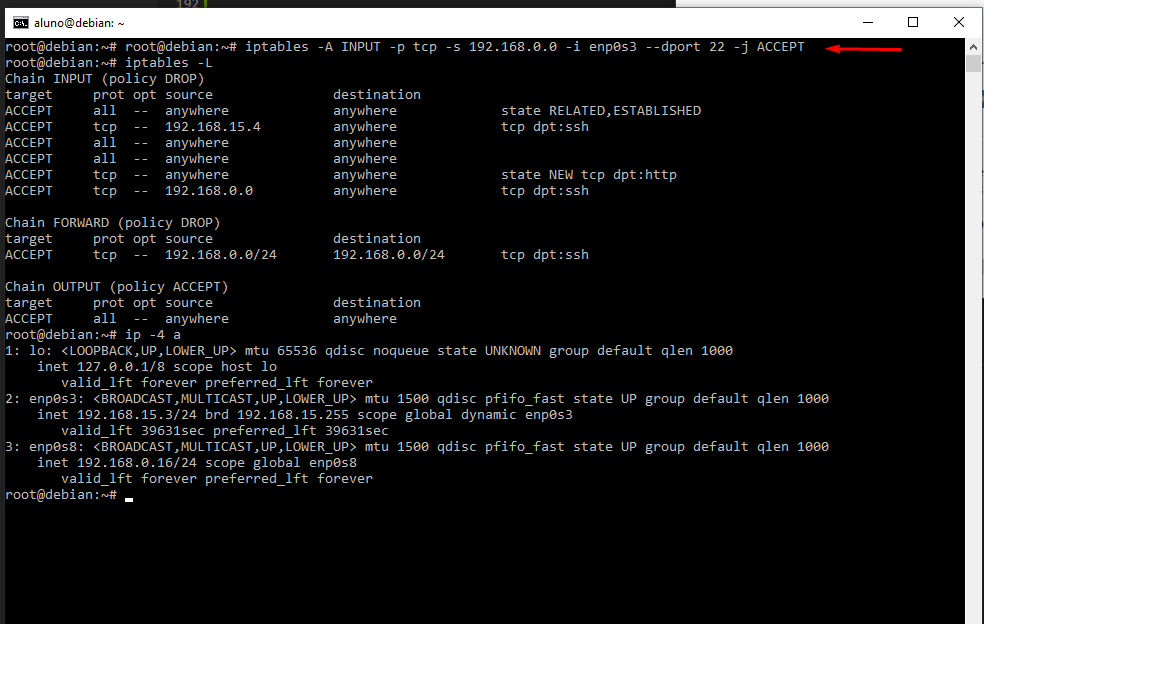 192
aluno@debian: ~
root@debian:~# root@debian:~# iptables -A INPUT -p tcp -s 192.168.0.0 -i enp0s3 --dport 22 -j ACCEPT
root@debian:~# iptables -L
Chain INPUT (policy DROP)
target     prot opt source               destination
ACCEPT     all  --  anywhere             anywhere             state RELATED,ESTABLISHED
ACCEPT     tcp  --  192.168.15.4         anywhere             tcp dpt:ssh
ACCEPT     all  --  anywhere             anywhere
ACCEPT     all  --  anywhere             anywhere
ACCEPT     tcp  --  anywhere             anywhere             state NEW tcp dpt:http
ACCEPT     tcp  --  192.168.0.0          anywhere             tcp dpt:ssh
Chain FORWARD (policy DROP)
target     prot opt source               destination
ACCEPT     tcp  --  192.168.0.0/24       192.168.0.0/24       tcp dpt:ssh
Chain OUTPUT (policy ACCEPT)
target     prot opt source               destination
ACCEPT     all  --  anywhere             anywhere
root@debian:~# ip -4 a
1: lo: <LOOPBACK,UP,LOWER_UP> mtu 65536 qdisc noqueue state UNKNOWN group default qlen 1000
    inet 127.0.0.1/8 scope host lo
       valid_lft forever preferred_lft forever
2: enp0s3: <BROADCAST,MULTICAST,UP,LOWER_UP> mtu 1500 qdisc pfifo_fast state UP group default qlen 1000
    inet 192.168.15.3/24 brd 192.168.15.255 scope global dynamic enp0s3
       valid_lft 39631sec preferred_lft 39631sec
3: enp0s8: <BROADCAST,MULTICAST,UP,LOWER_UP> mtu 1500 qdisc pfifo_fast state UP group default qlen 1000
    inet 192.168.0.16/24 scope global enp0s8
       valid_lft forever preferred_lft forever
root@debian:~#